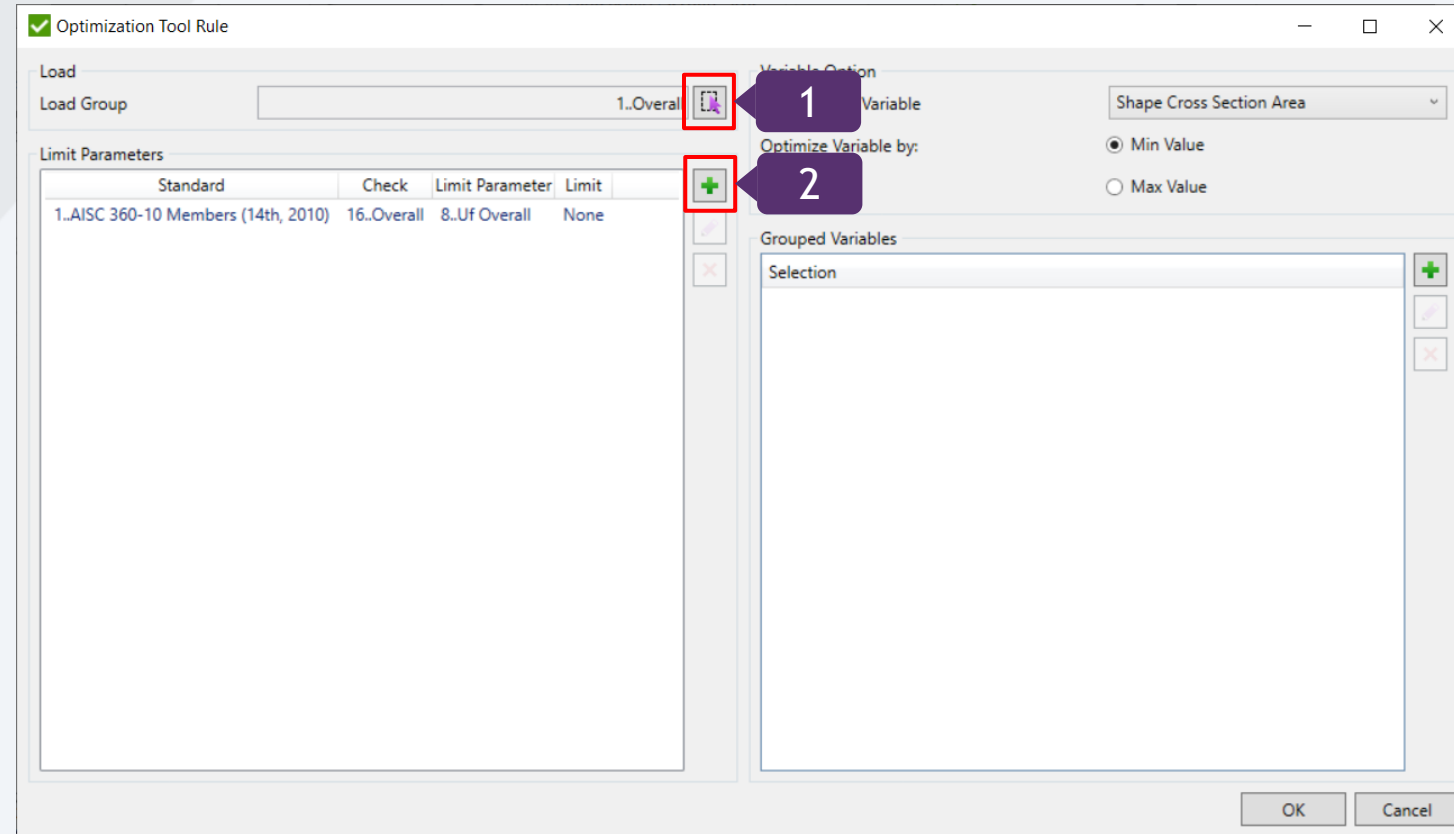 Optimization Tool Rule
Load
Load Group 1..Overall
1
Limit Parameters
Standard Check Limit Parameter Limit
1..AISC 360-10 Members (14th, 2010) 16..Overall 8..Uf Overall None
2
Variable Option
Variable Shape Cross Section Area
Optimize Variable by: Min Value
Max Value
Grouped Variables
Selection
OK Cancel